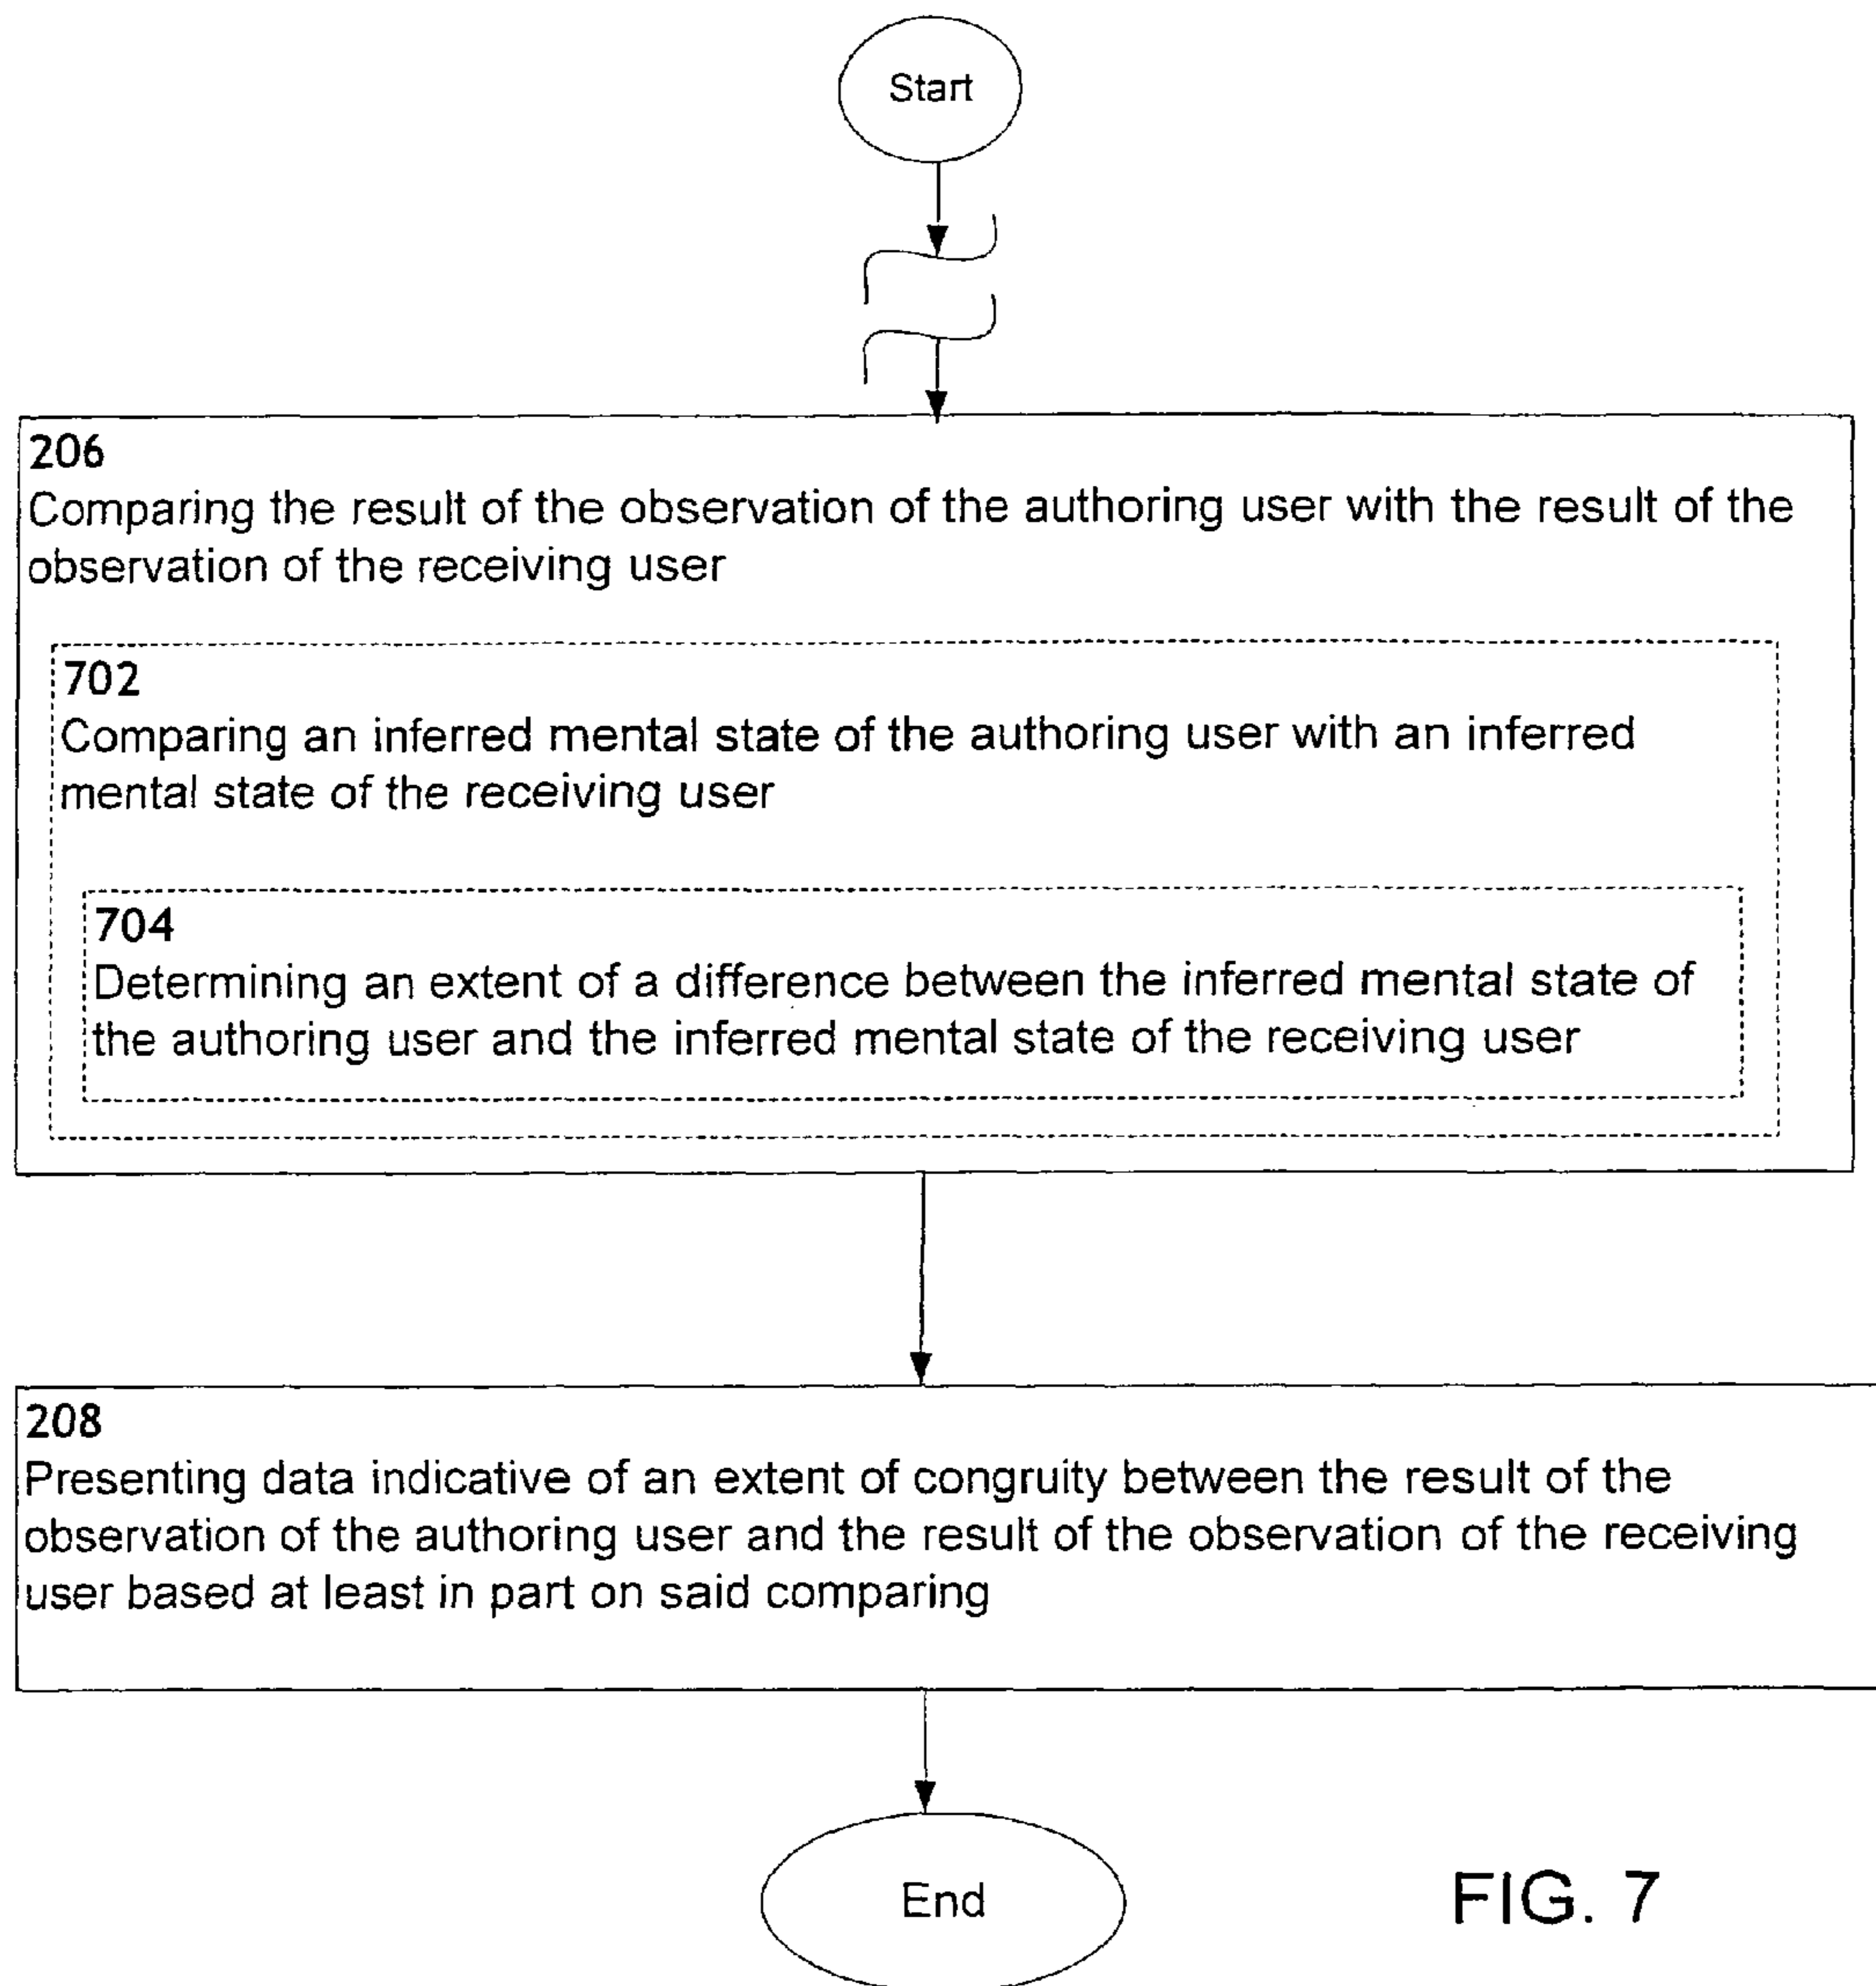 Start
206
Comparing the result of the observation of the authoring user with the result of the
observation of the receiving user
702
Comparing an inferred mental state of the authoring user with an inferred
mental state of the receiving user
704
Determining an extent of a difference between the inferred mental state of
the authoring user and the inferred mental state of the receiving user
208
Presenting data indicative of an extent of congruity between the result of the
observation of the authoring user and the result of the observation of the receiving
user based at least in part on said comparing
End
FIG. 7